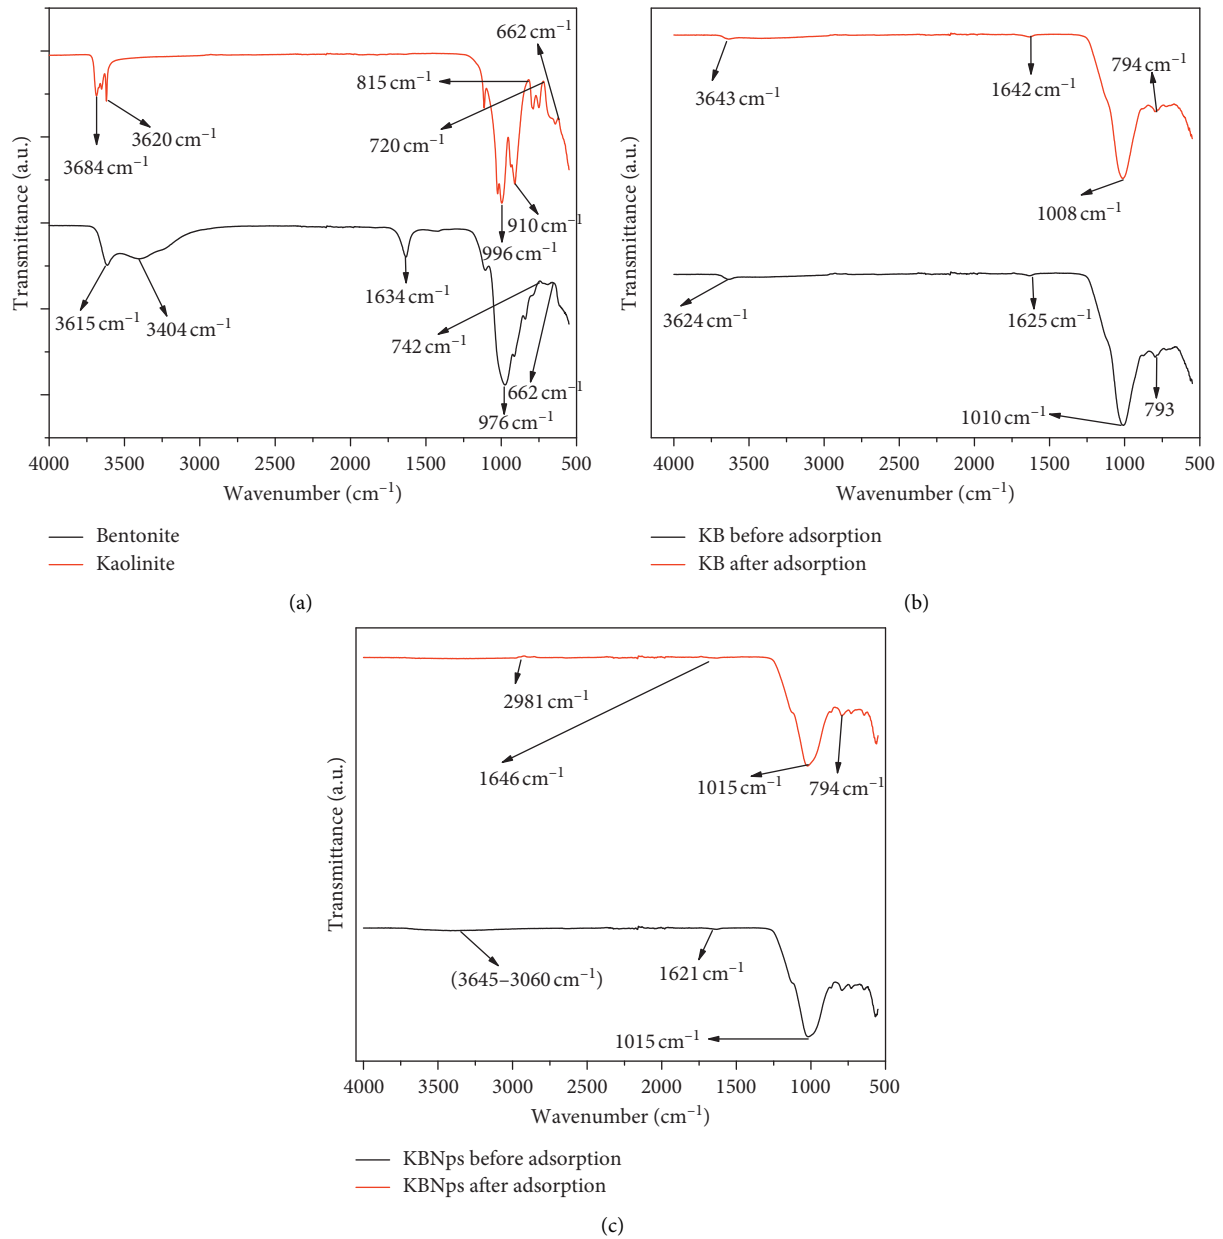 662 cm⁻¹
815 cm⁻¹
3620 cm⁻¹
720 cm⁻¹
3684 cm⁻¹
910 cm⁻¹
996 cm⁻¹
1634 cm⁻¹
3615 cm⁻¹
3404 cm⁻¹
742 cm⁻¹
662 cm⁻¹
976 cm⁻¹
Transmittance (a.u.)
4000 3500 3000 2500 2000 1500 1000 500
Wavenumber (cm⁻¹)
Bentonite
Kaolinite
(a)
794 cm⁻¹
3643 cm⁻¹
1642 cm⁻¹
1008 cm⁻¹
3624 cm⁻¹
1625 cm⁻¹
793
1010 cm⁻¹
Transmittance (a.u.)
4000 3500 3000 2500 2000 1500 1000 500
Wavenumber (cm⁻¹)
KB before adsorption
KB after adsorption
(b)
2981 cm⁻¹
1646 cm⁻¹
1015 cm⁻¹
794 cm⁻¹
(3645–3060 cm⁻¹)
1621 cm⁻¹
1015 cm⁻¹
Transmittance (a.u.)
4000 3500 3000 2500 2000 1500 1000 500
Wavenumber (cm⁻¹)
KBNps before adsorption
KBNps after adsorption
(c)